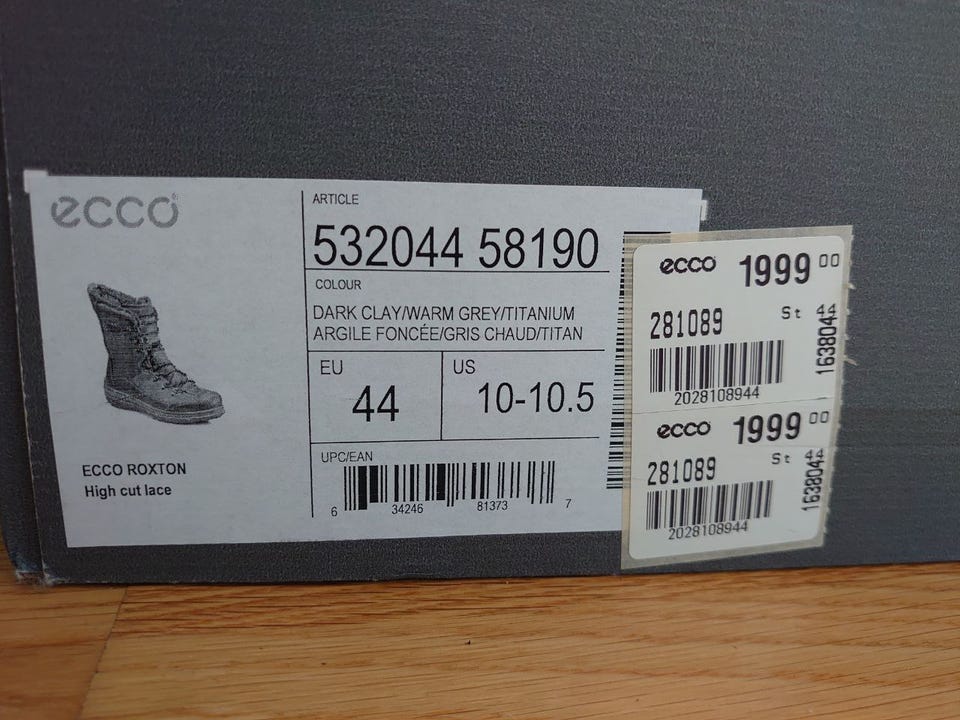 ecco
ARTICLE
532044 58190
COLOUR
DARK CLAY/WARM GREY/TITANIUM
ARGILE FONCÉE/GRIS CHAUD/TITAN
EU
44
US
10-10.5
UPC/EAN
6 34246 81373 7
ECCO ROXTON
High cut lace
ecco 1999 00
281089 St 44
2028108944
1638044
ecco 1999 00
281089 St 44
2028108944
1638044